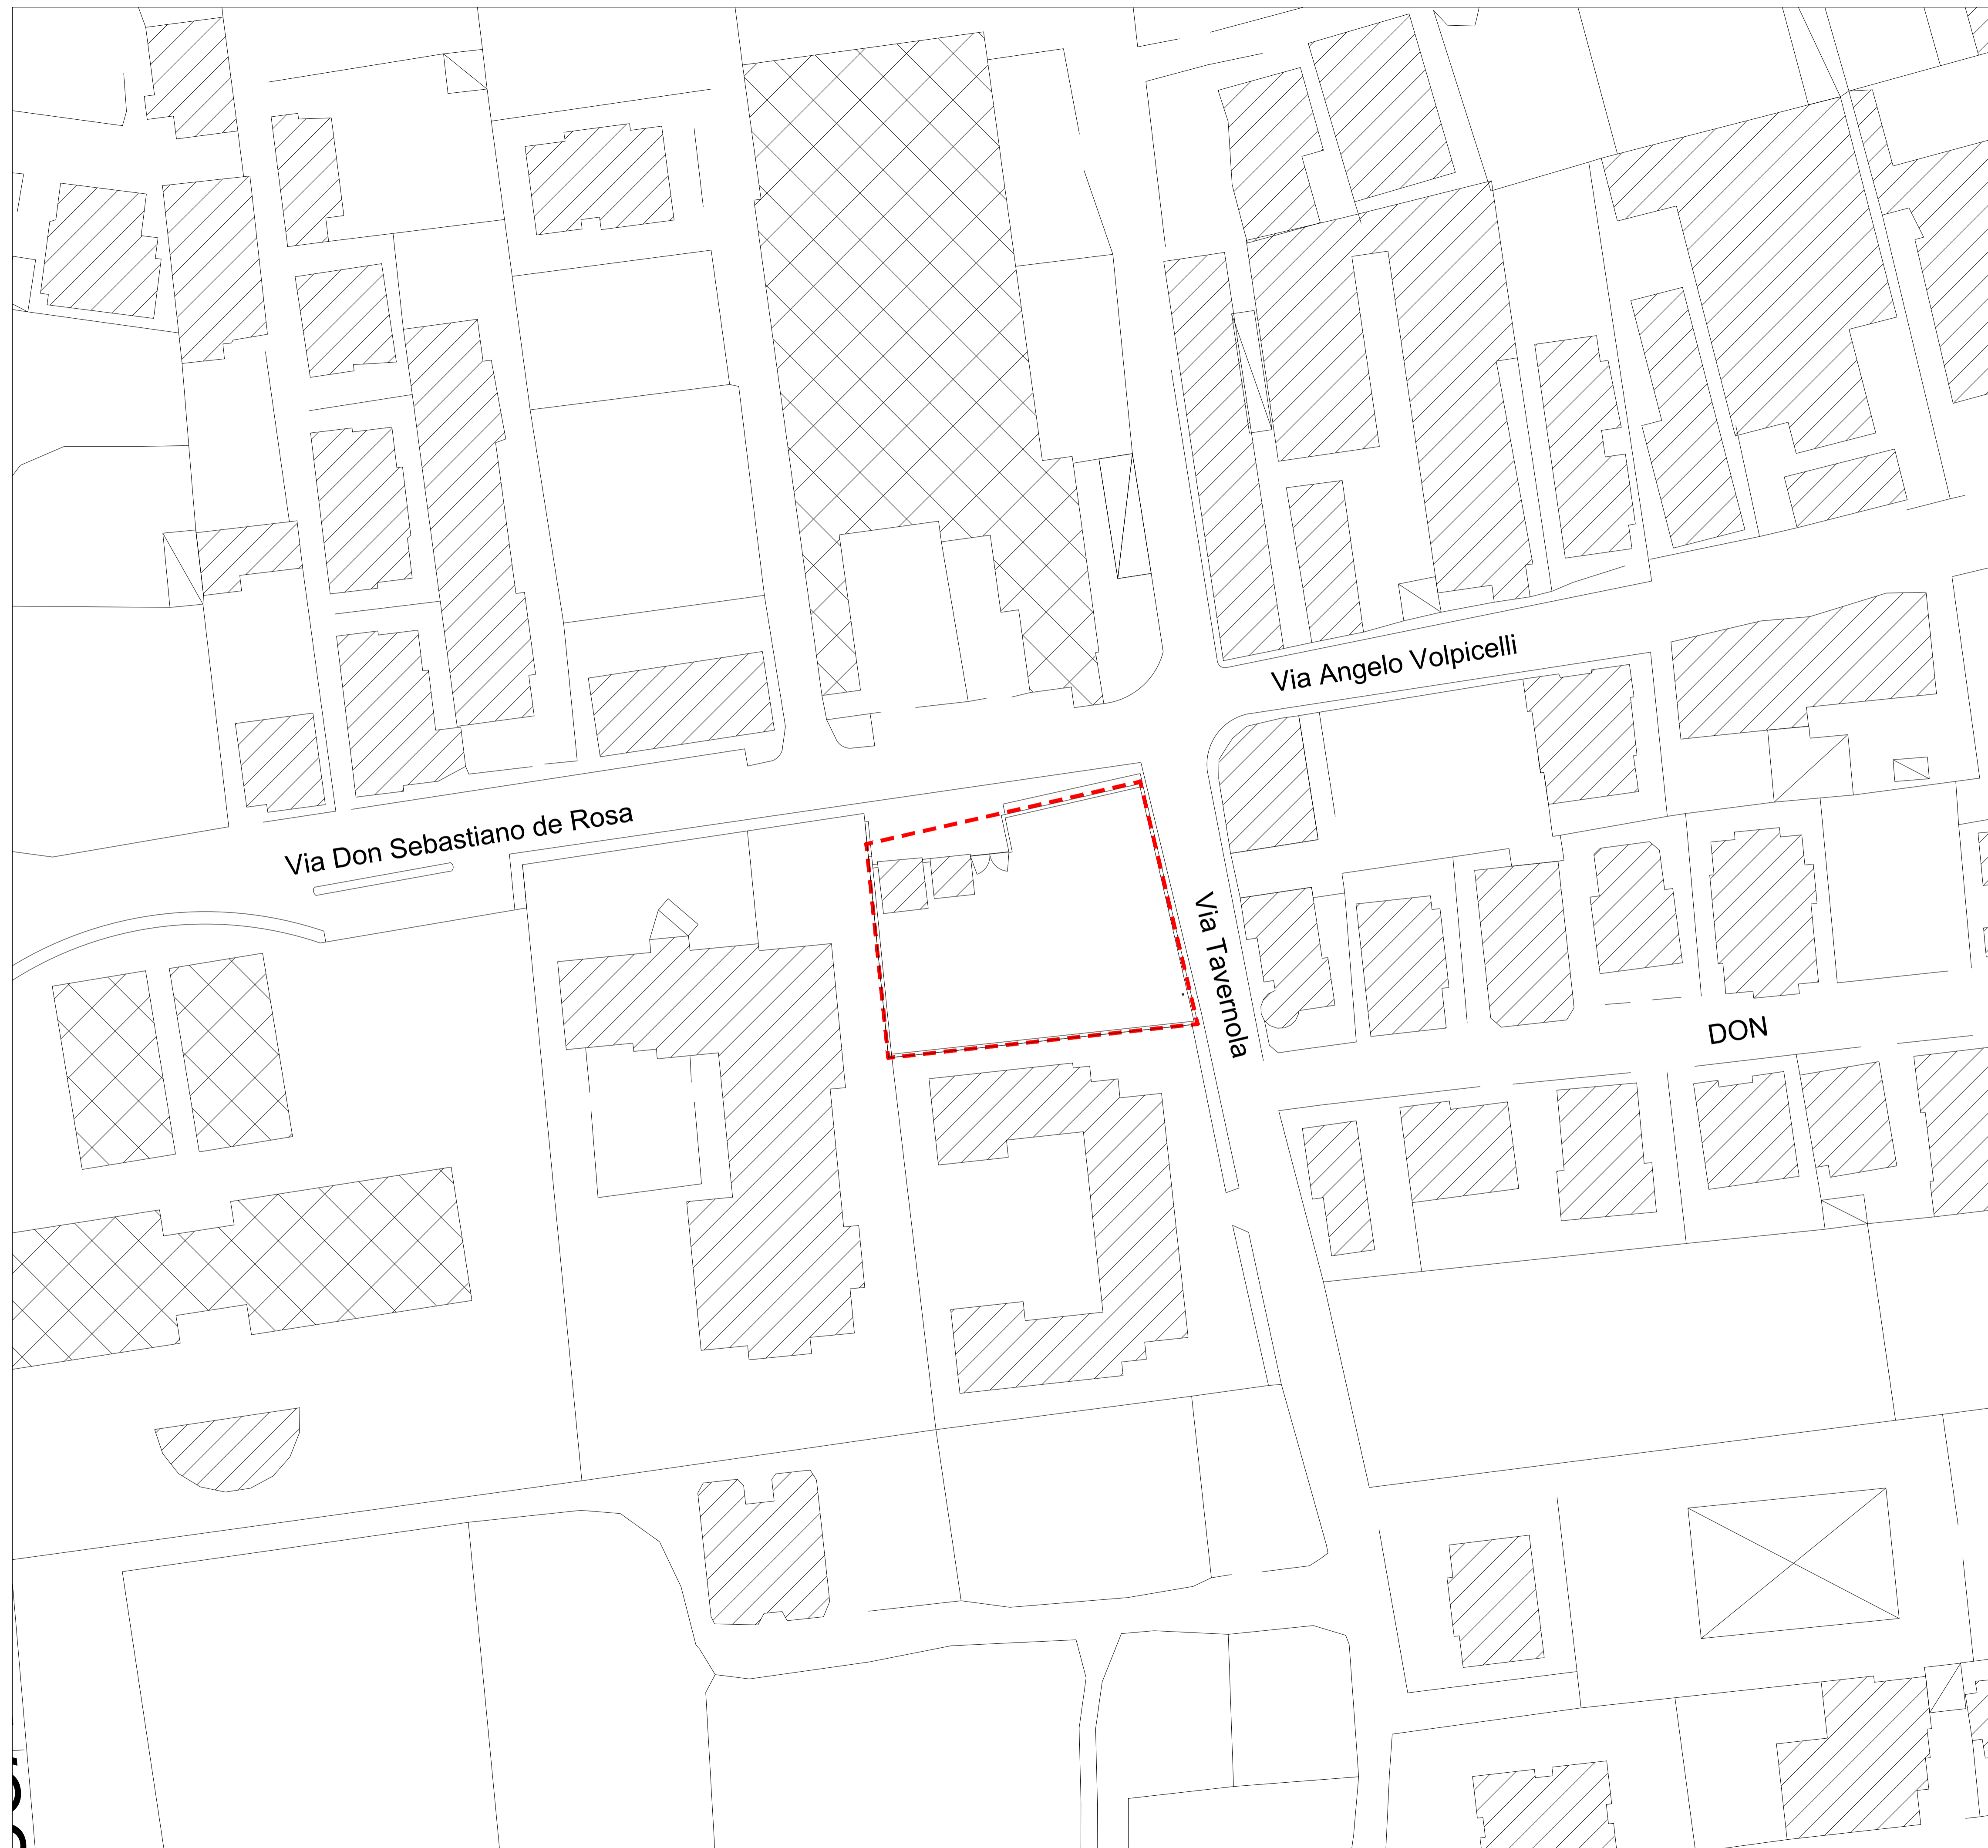 Via Angelo Volpicelli
Via Don Sebastiano de Rosa
Via Tavernola
DON